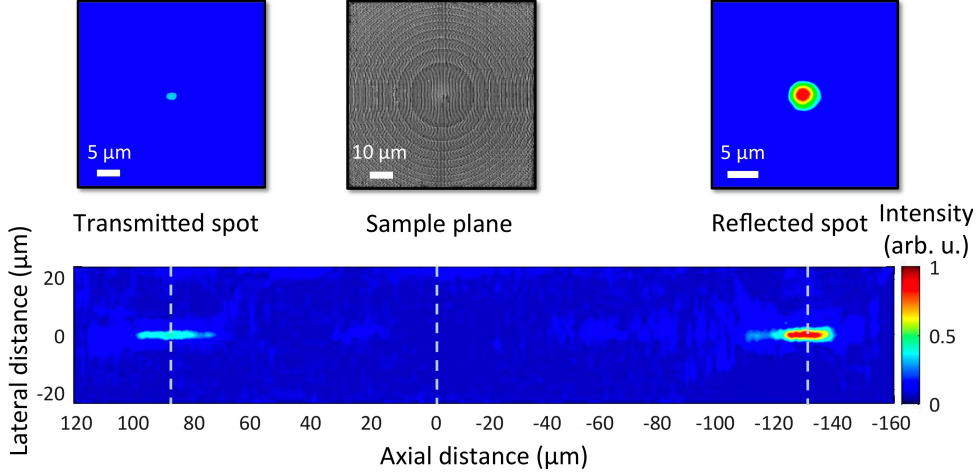 5 μm
10 μm
5 μm
Transmitted spot
Sample plane
Reflected spot
Intensity
(arb. u.)
Lateral distance (μm)
20
0
-20
1
0.5
0
120 100 80 60 40 20 0 -20 -40 -60 -80 -100 -120 -140 -160
Axial distance (μm)